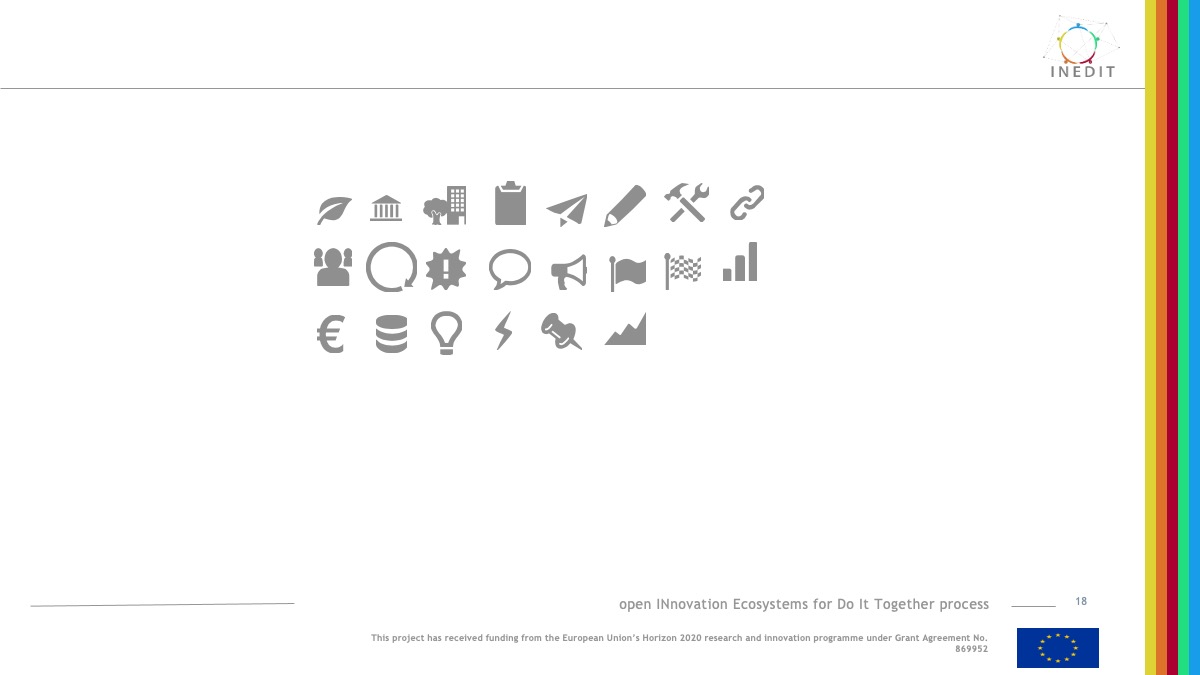 INEDIT
€
open INnovation Ecosystems for Do It Together process
18
This project has received funding from the European Union’s Horizon 2020 research and innovation programme under Grant Agreement No.
869952